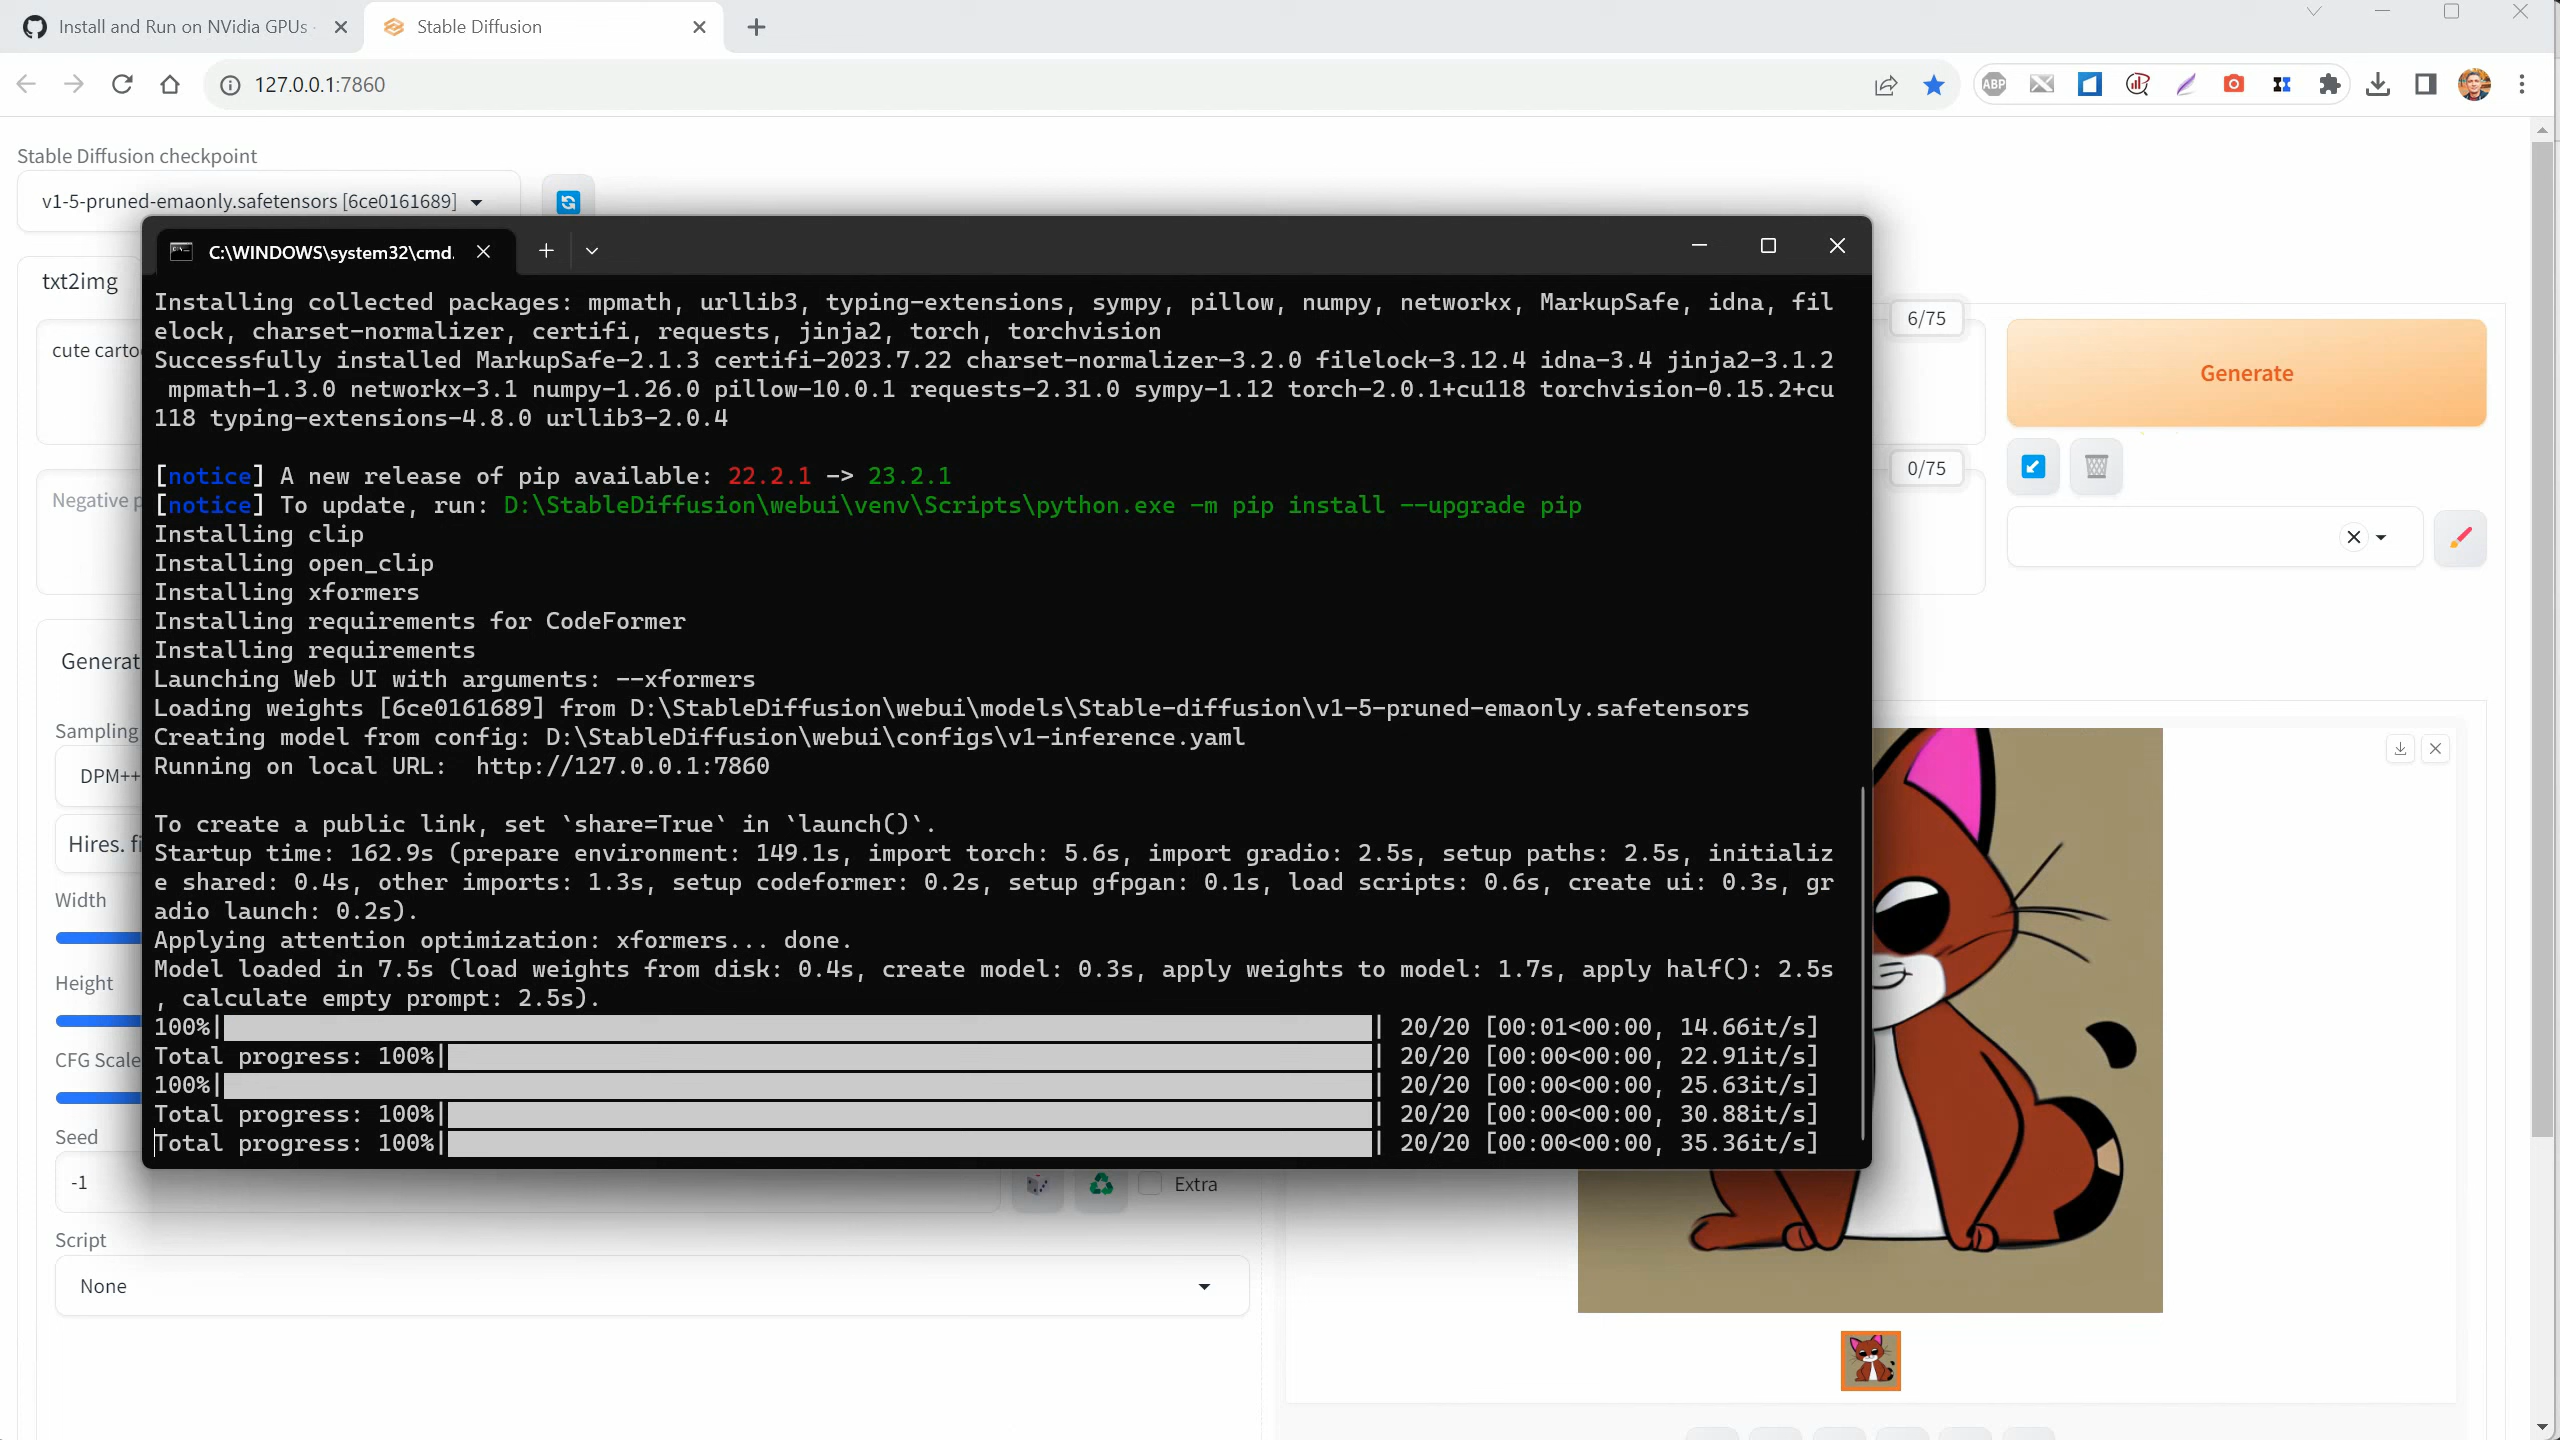 Install and Run on NVidia GPUs
Stable Diffusion
127.0.0.1:7860
ABP
Stable Diffusion checkpoint
v1-5-pruned-emaonly.safetensors [6ce0161689]
txt2img
cute carto
6/75
Generate
Negative p
0/75
C:\WINDOWS\system32\cmd.
Installing collected packages: mpmath, urllib3, typing-extensions, sympy, pillow, numpy, networkx, MarkupSafe, idna, fil
elock, charset-normalizer, certifi, requests, jinja2, torch, torchvision
Successfully installed MarkupSafe-2.1.3 certifi-2023.7.22 charset-normalizer-3.2.0 filelock-3.12.4 idna-3.4 jinja2-3.1.2
mpmath-1.3.0 networkx-3.1 numpy-1.26.0 pillow-10.0.1 requests-2.31.0 sympy-1.12 torch-2.0.1+cu118 torchvision-0.15.2+cu
118 typing-extensions-4.8.0 urllib3-2.0.4
[notice] A new release of pip available: 22.2.1 -> 23.2.1
[notice] To update, run: D:\StableDiffusion\webui\venv\Scripts\python.exe -m pip install --upgrade pip
Installing clip
Installing open_clip
Installing xformers
Installing requirements for CodeFormer
Installing requirements
Launching Web UI with arguments: --xformers
Loading weights [6ce0161689] from D:\StableDiffusion\webui\models\Stable-diffusion\v1-5-pruned-emaonly.safetensors
Creating model from config: D:\StableDiffusion\webui\configs\v1-inference.yaml
Running on local URL:  http://127.0.0.1:7860
To create a public link, set `share=True` in `launch()`.
Startup time: 162.9s (prepare environment: 149.1s, import torch: 5.6s, import gradio: 2.5s, setup paths: 2.5s, initializ
e shared: 0.4s, other imports: 1.3s, setup codeformer: 0.2s, setup gfpgan: 0.1s, load scripts: 0.6s, create ui: 0.3s, gr
adio launch: 0.2s).
Applying attention optimization: xformers... done.
Model loaded in 7.5s (load weights from disk: 0.4s, create model: 0.3s, apply weights to model: 1.7s, apply half(): 2.5s
, calculate empty prompt: 2.5s).
100%| | 20/20 [00:01<00:00, 14.66it/s]
Total progress: 100%| | 20/20 [00:00<00:00, 22.91it/s]
100%| | 20/20 [00:00<00:00, 25.63it/s]
Total progress: 100%| | 20/20 [00:00<00:00, 30.88it/s]
Total progress: 100%| | 20/20 [00:00<00:00, 35.36it/s]
Generat
Sampling
DPM++
Hires. fi
Width
Height
CFG Scale
Seed
-1
Extra
Script
None